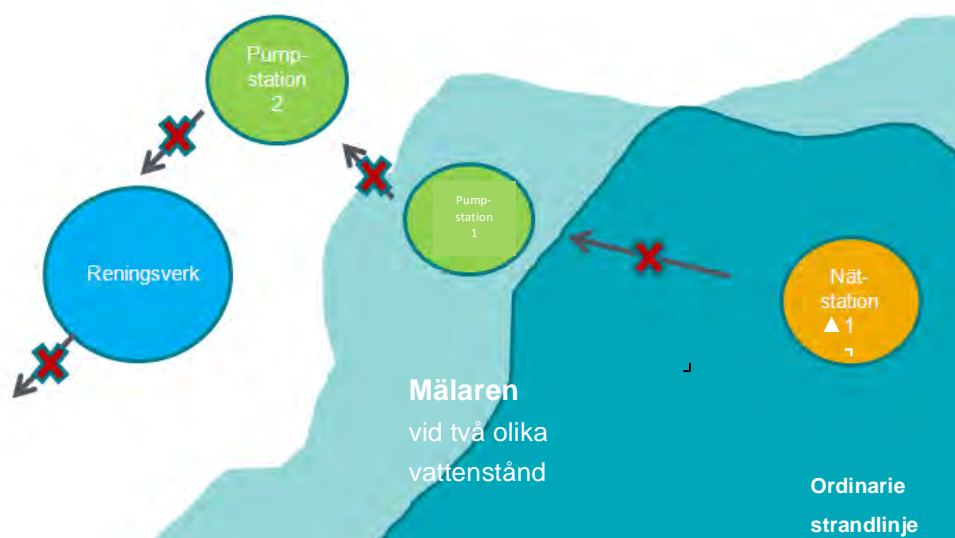 Pump-
station
2
Pump-
station
1
Reningsverk
Nät-
station
1
Mälaren
vid två olika
vattenstånd
Ordinarie
strandlinje